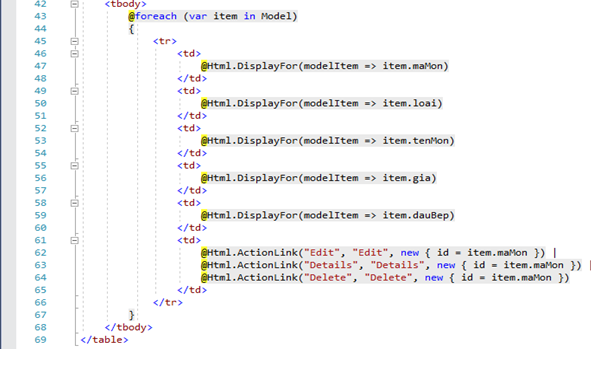 42 <tbody>
43 @foreach (var item in Model)
44 {
45 <tr>
46 <td>
47 @Html.DisplayFor(modelItem => item.maMon)
48 </td>
49 <td>
50 @Html.DisplayFor(modelItem => item.loai)
51 </td>
52 <td>
53 @Html.DisplayFor(modelItem => item.tenMon)
54 </td>
55 <td>
56 @Html.DisplayFor(modelItem => item.gia)
57 </td>
58 <td>
59 @Html.DisplayFor(modelItem => item.dauBep)
60 </td>
61 <td>
62 @Html.ActionLink("Edit", "Edit", new { id = item.maMon }) |
63 @Html.ActionLink("Details", "Details", new { id = item.maMon }) |
64 @Html.ActionLink("Delete", "Delete", new { id = item.maMon })
65 </td>
66 </tr>
67 }
68 </tbody>
69 </table>